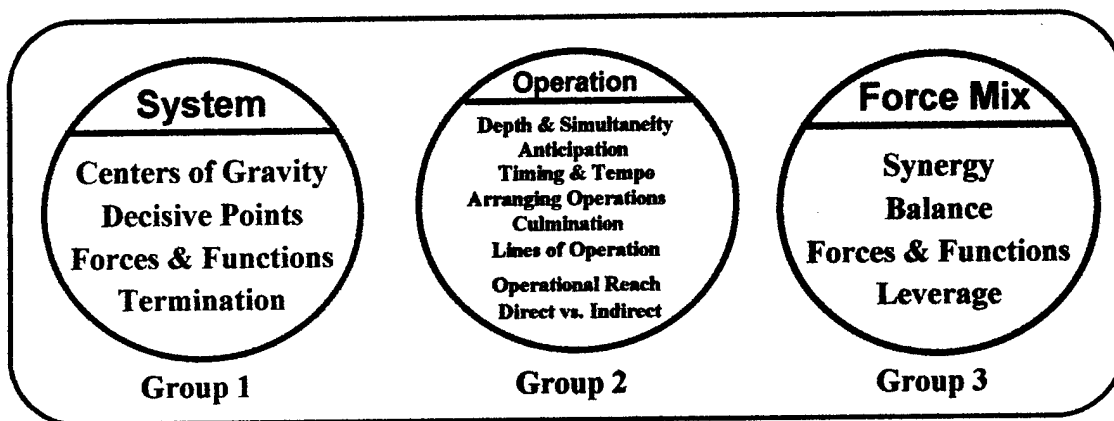 System
Centers of Gravity
Decisive Points
Forces & Functions
Termination
Group 1
Operation
Depth & Simultaneity
Anticipation
Timing & Tempo
Arranging Operations
Culmination
Lines of Operation
Operational Reach
Direct vs. Indirect
Group 2
Force Mix
Synergy
Balance
Forces & Functions
Leverage
Group 3